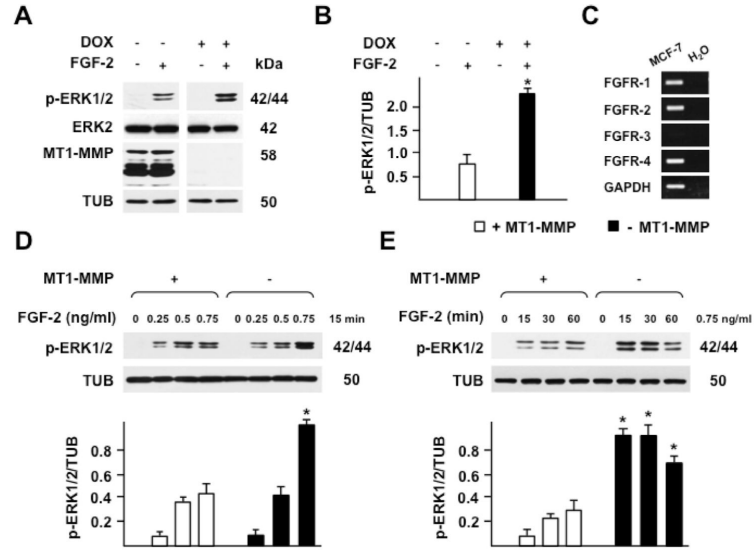 A
DOX - - + +
FGF-2 - + - + kDa
p-ERK1/2 42/44
ERK2 42
MT1-MMP 58
TUB 50
B
DOX - - + +
FGF-2 - + - +
*
p-ERK1/2/TUB
2.0
1.5
1.0
0.5
C
MCF-7 H2O
FGFR-1
FGFR-2
FGFR-3
FGFR-4
GAPDH
+ MT1-MMP - MT1-MMP
D
MT1-MMP + -
FGF-2 (ng/ml) 0 0.25 0.5 0.75 0 0.25 0.5 0.75 15 min
p-ERK1/2 42/44
TUB 50
*
p-ERK1/2/TUB
0.8
0.6
0.4
0.2
E
MT1-MMP + -
FGF-2 (min) 0 15 30 60 0 15 30 60 0.75 ng/ml
p-ERK1/2 42/44
TUB 50
* * *
p-ERK1/2/TUB
0.8
0.6
0.4
0.2